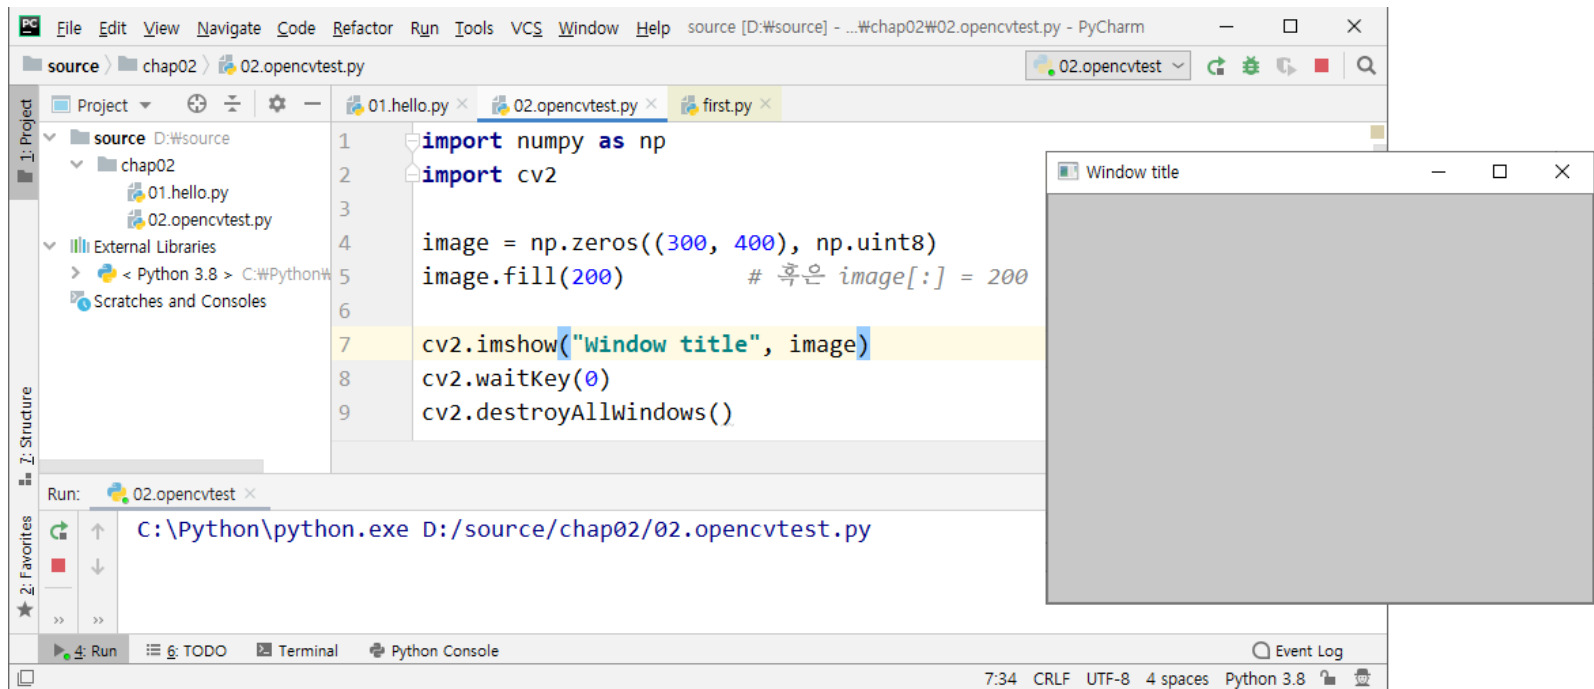 PC File Edit View Navigate Code Refactor Run Tools VCS Window Help source [D:₩source] - ...₩chap02₩02.opencvtest.py - PyCharm
source chap02 02.opencvtest.py 02.opencvtest
1: Project
Project
01.hello.py 02.opencvtest.py first.py
source D:₩source
chap02
01.hello.py
02.opencvtest.py
External Libraries
< Python 3.8 > C:₩Python₩
Scratches and Consoles
1 import numpy as np
2 import cv2
3
4 image = np.zeros((300, 400), np.uint8)
5 image.fill(200) # 혹은 image[:] = 200
6
7 cv2.imshow("Window title", image)
8 cv2.waitKey(0)
9 cv2.destroyAllWindows()
Window title
7: Structure
2: Favorites
Run: 02.opencvtest
C:\Python\python.exe D:/source/chap02/02.opencvtest.py
4: Run 6: TODO Terminal Python Console Event Log
7:34 CRLF UTF-8 4 spaces Python 3.8